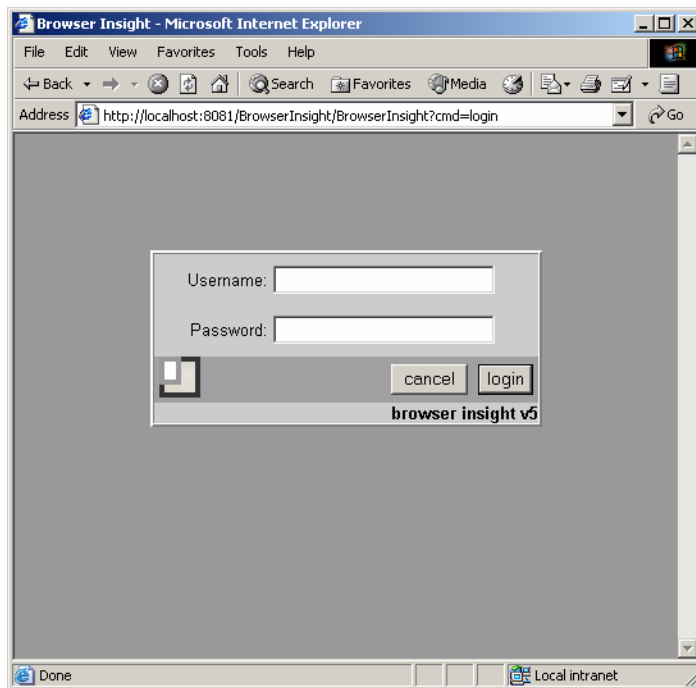 Browser Insight - Microsoft Internet Explorer
File Edit View Favorites Tools Help
Back Search Favorites Media
Address http://localhost:8081/BrowserInsight/BrowserInsight?cmd=login Go
Username:
Password:
cancel login
browser insight v5
Done Local intranet